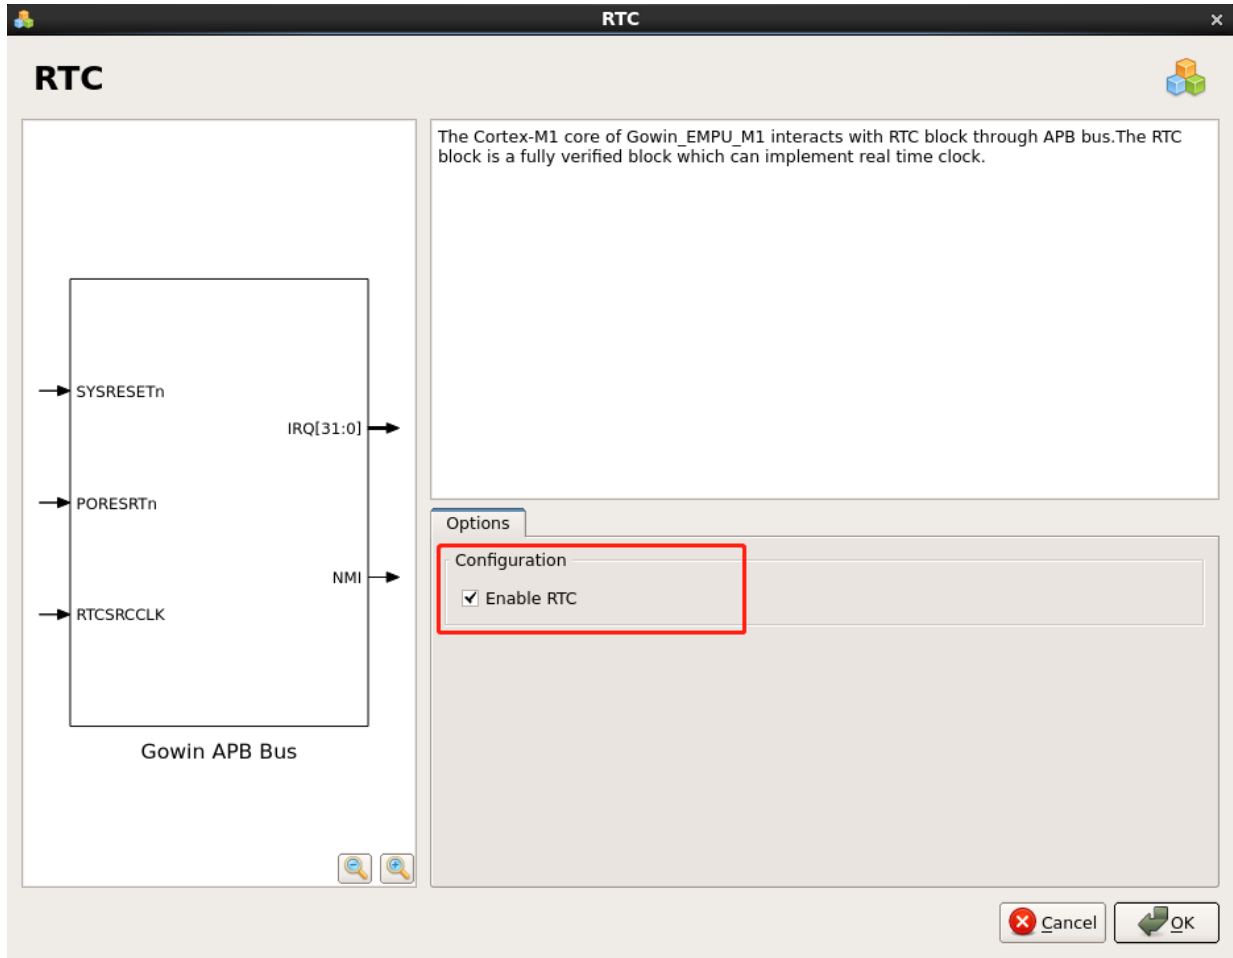 RTC
RTC
The Cortex-M1 core of Gowin_EMPU_M1 interacts with RTC block through APB bus.The RTC
block is a fully verified block which can implement real time clock.
SYSRESETn
IRQ[31:0]
PORESRTn
NMI
RTCSRCCLK
Gowin APB Bus
Options
Configuration
Enable RTC
Cancel
OK